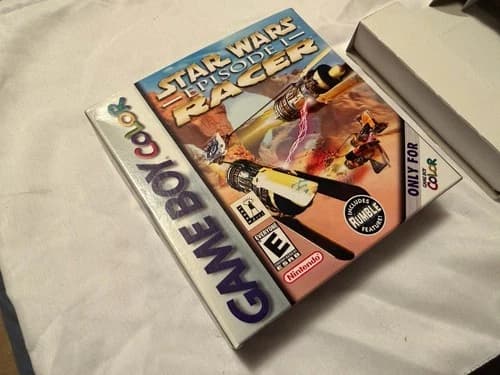 STAR WARS
EPISODE I
RACER
GAME BOY COLOR
ONLY FOR
GAME BOY
COLOR
INCLUDES
RUMBLE
FEATURE!
EVERYONE
E
ESRB
Nintendo